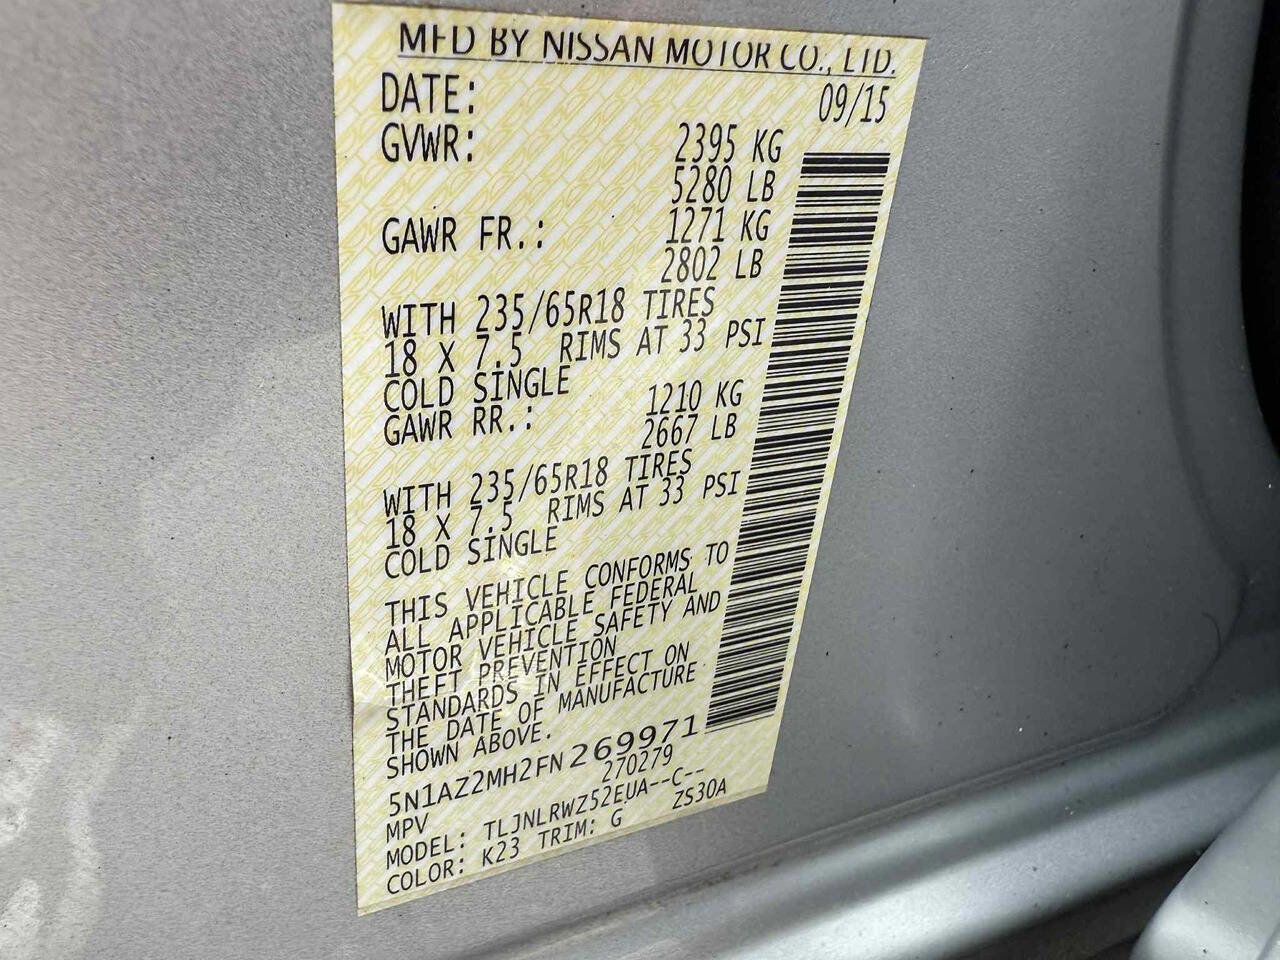 MFD BY NISSAN MOTOR CO., LTD.
DATE: 09/15
GVWR: 2395 KG
5280 LB
GAWR FR.: 1271 KG
2802 LB
WITH 235/65R18 TIRES
18 X 7.5 RIMS AT 33 PSI
COLD SINGLE
GAWR RR.: 1210 KG
2667 LB
WITH 235/65R18 TIRES
18 X 7.5 RIMS AT 33 PSI
COLD SINGLE
THIS VEHICLE CONFORMS TO
ALL APPLICABLE FEDERAL
MOTOR VEHICLE SAFETY AND
THEFT PREVENTION
STANDARDS IN EFFECT ON
THE DATE OF MANUFACTURE
SHOWN ABOVE.
5N1AZ2MH2FN269971
MPV 270279
MODEL: TLJNLRWZ52EUA--C--
COLOR: K23 TRIM: G ZS30A